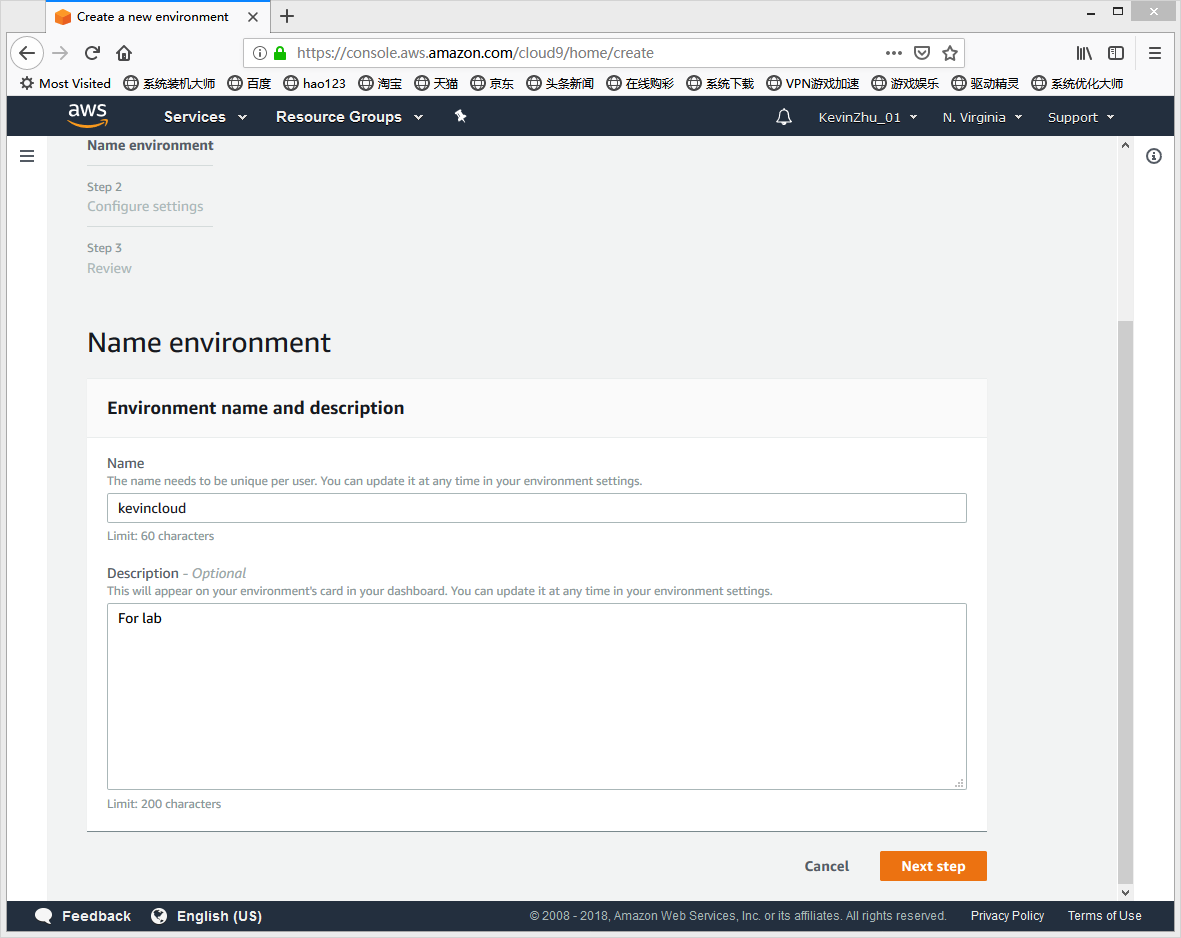 Create a new environment
https://console.aws.amazon.com/cloud9/home/create
Most Visited 系统装机大师 百度 hao123 淘宝 天猫 京东 头条新闻 在线购彩 系统下载 VPN游戏加速 游戏娱乐 驱动精灵 系统优化大师
aws Services Resource Groups KevinZhu_01 N. Virginia Support
Name environment
Step 2
Configure settings
Step 3
Review
Name environment
Environment name and description
Name
The name needs to be unique per user. You can update it at any time in your environment settings.
kevincloud
Limit: 60 characters
Description - Optional
This will appear on your environment's card in your dashboard. You can update it at any time in your environment settings.
For lab
Limit: 200 characters
Cancel Next step
Feedback English (US) © 2008 - 2018, Amazon Web Services, Inc. or its affiliates. All rights reserved. Privacy Policy Terms of Use